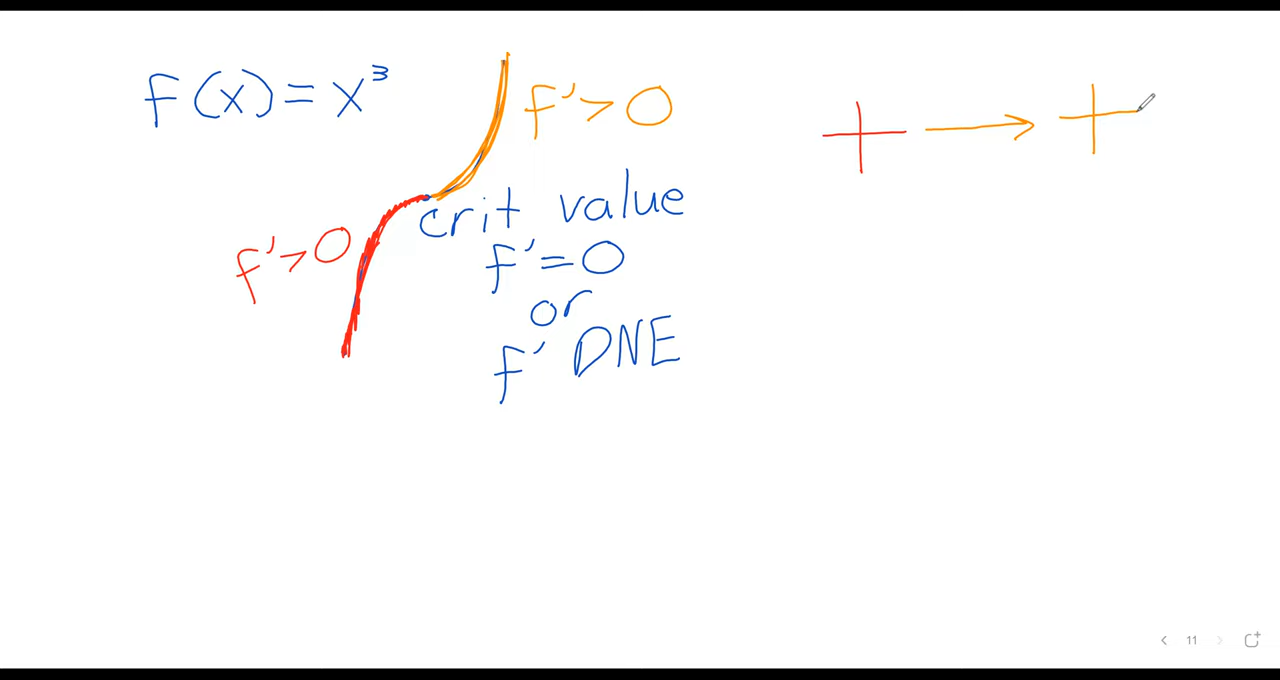 f(x) = x³
f' > 0
+ → +
crit value
f' > 0
f' = 0
or
f' DNE
11